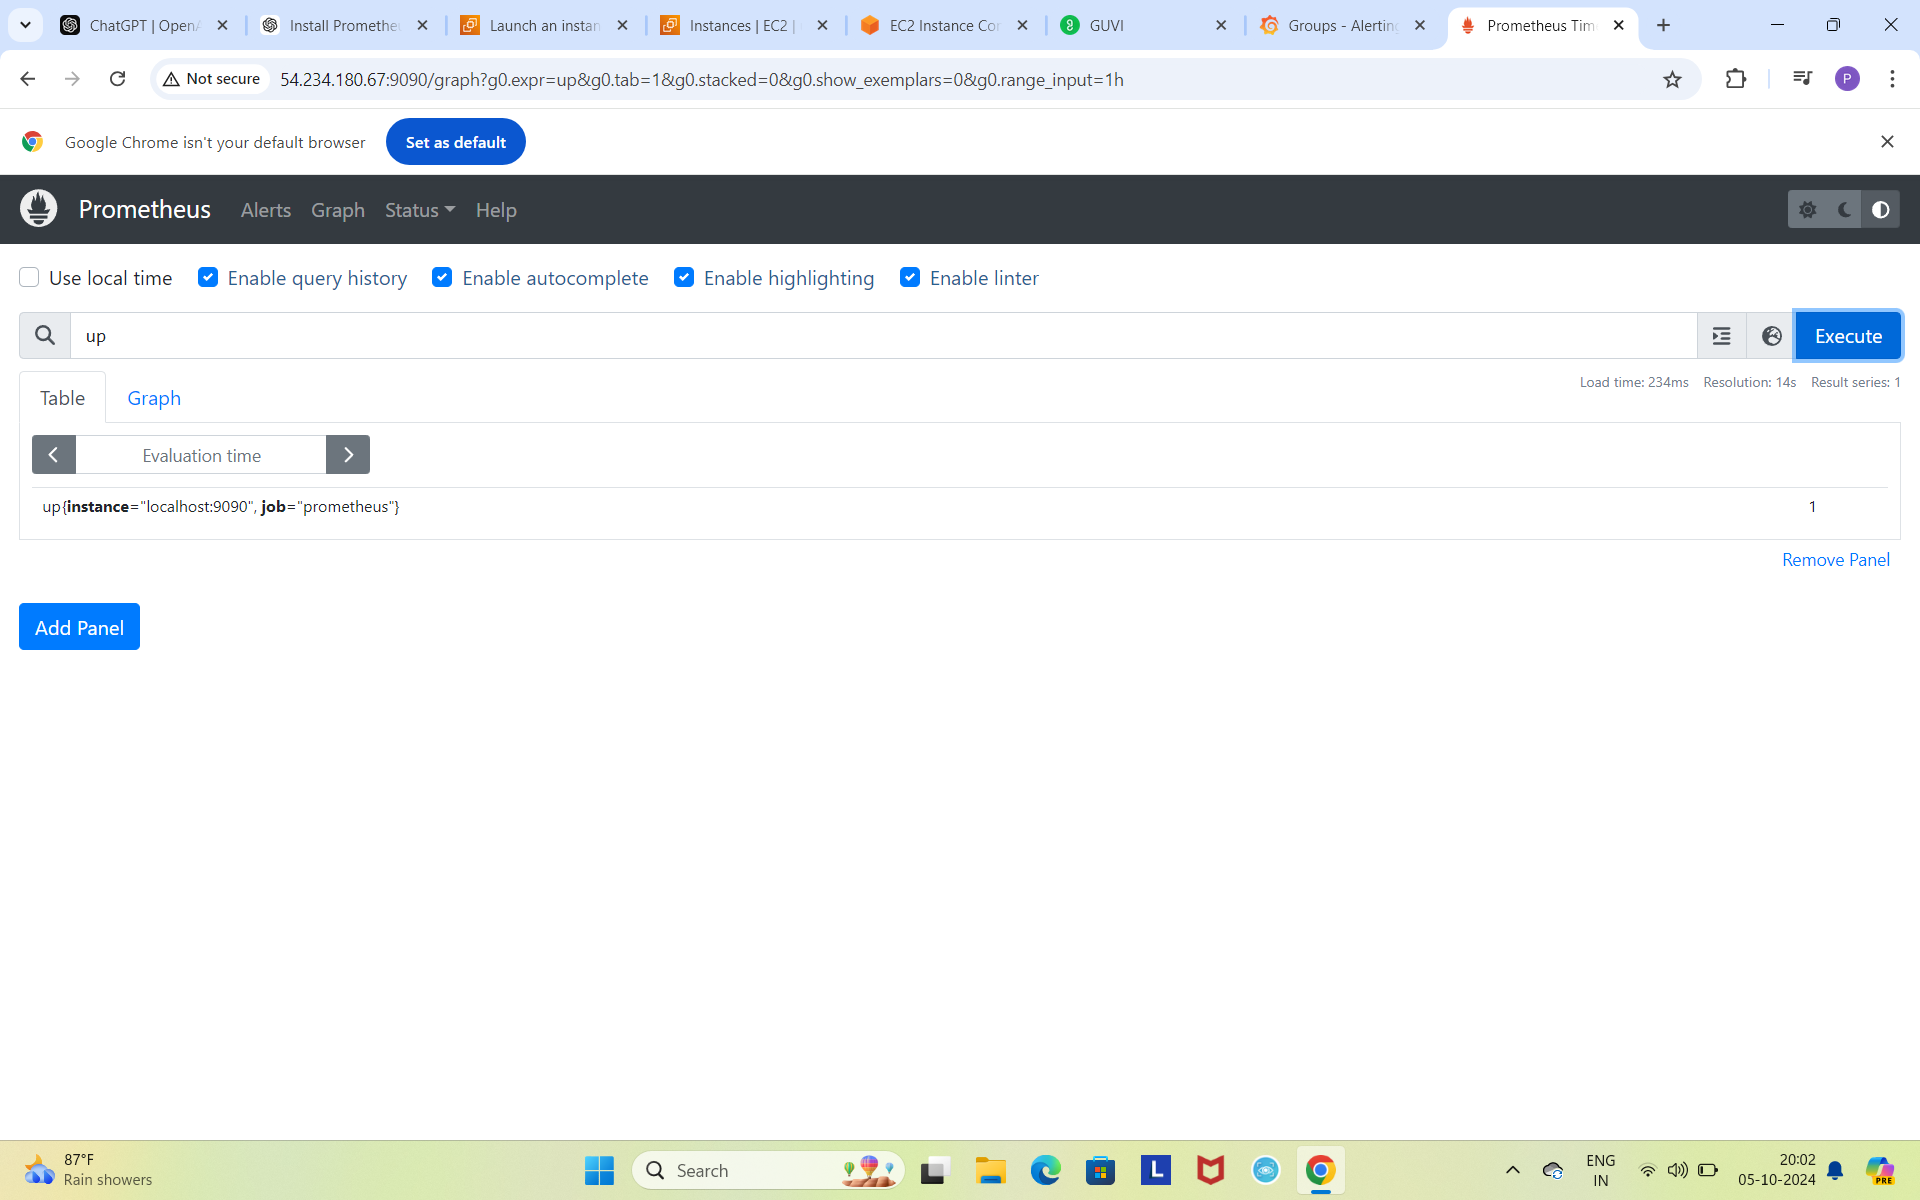 ChatGPT | OpenA
Install Promethe
Launch an instan
Instances | EC2 |
EC2 Instance Con
GUVI
Groups - Alerting
Prometheus Time
Not secure
54.234.180.67:9090/graph?g0.expr=up&g0.tab=1&g0.stacked=0&g0.show_exemplars=0&g0.range_input=1h
P
Google Chrome isn't your default browser
Set as default
Prometheus
Alerts
Graph
Status
Help
Use local time
Enable query history
Enable autocomplete
Enable highlighting
Enable linter
up
Execute
Table
Graph
Load time: 234ms Resolution: 14s Result series: 1
Evaluation time
up{instance="localhost:9090", job="prometheus"} 1
Remove Panel
Add Panel
87°F
Rain showers
Search
L
PRE
ENG
IN
20:02
05-10-2024